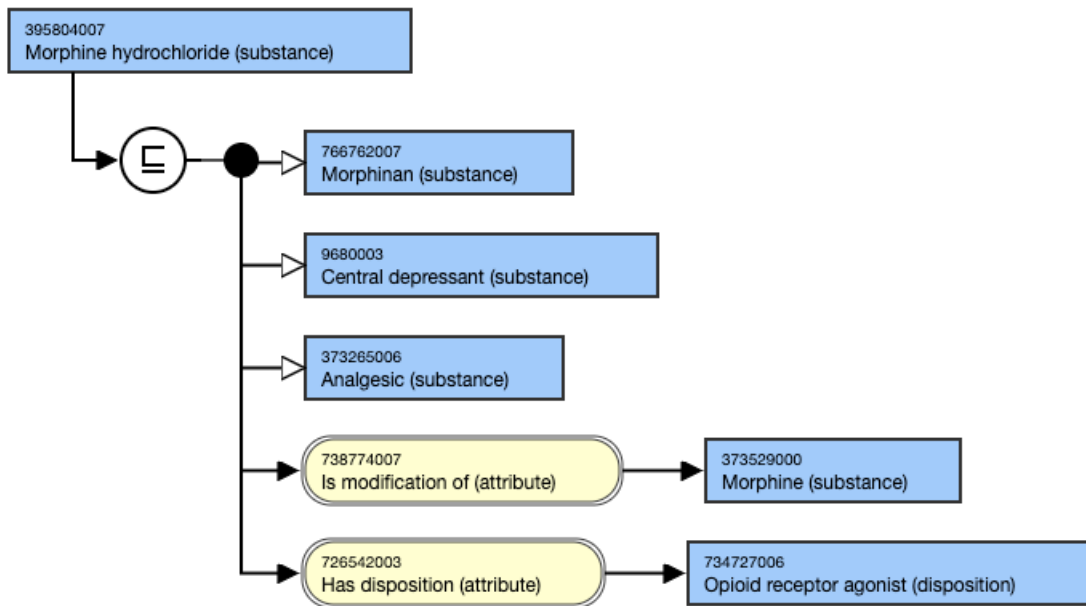 395804007
Morphine hydrochloride (substance)
⊑
766762007
Morphinan (substance)
9680003
Central depressant (substance)
373265006
Analgesic (substance)
738774007
Is modification of (attribute)
373529000
Morphine (substance)
726542003
Has disposition (attribute)
734727006
Opioid receptor agonist (disposition)